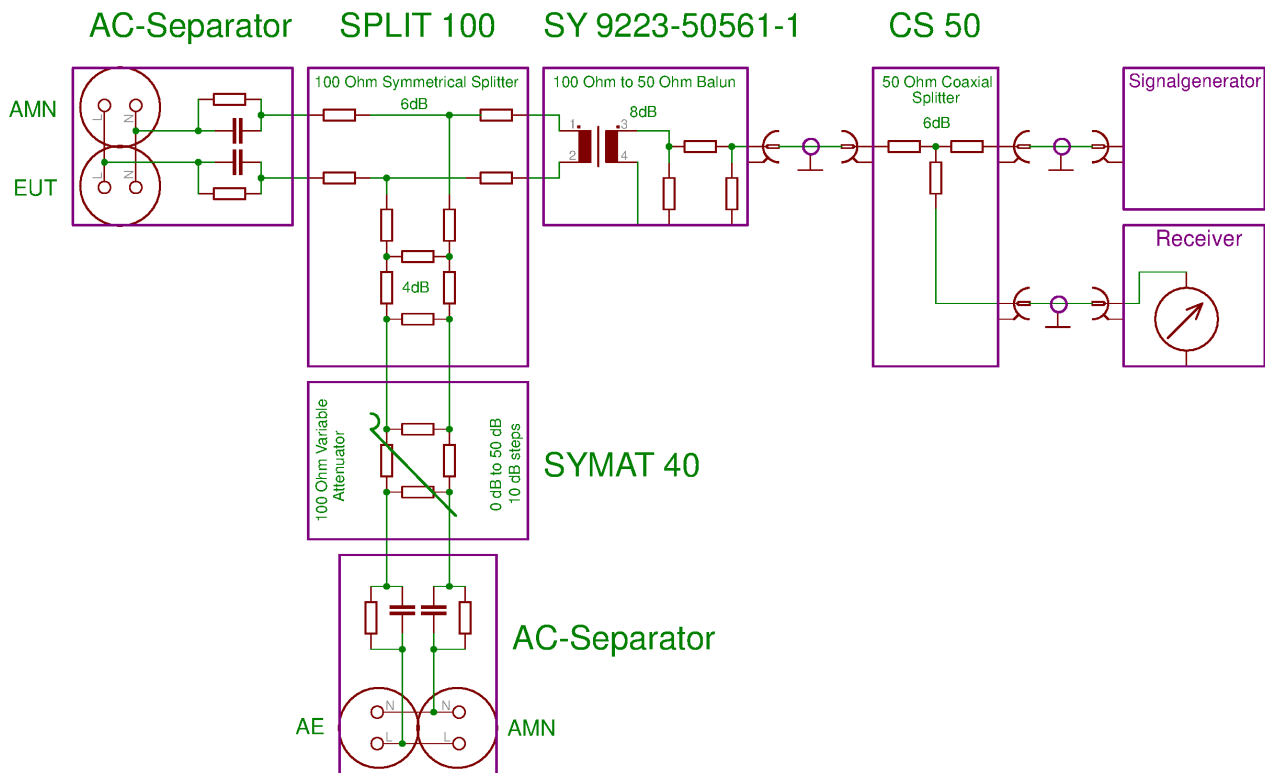 AC-Separator
SPLIT 100
SY 9223-50561-1
CS 50
100 Ohm Symmetrical Splitter
6dB
100 Ohm to 50 Ohm Balun
8dB
50 Ohm Coaxial
Splitter
6dB
Signalgenerator
AMN
L
N
EUT
L
N
1
2
3
4
Receiver
4dB
100 Ohm Variable
Attenuator
0 dB to 50 dB
10 dB steps
SYMAT 40
AC-Separator
AE
N
L
N
L
AMN